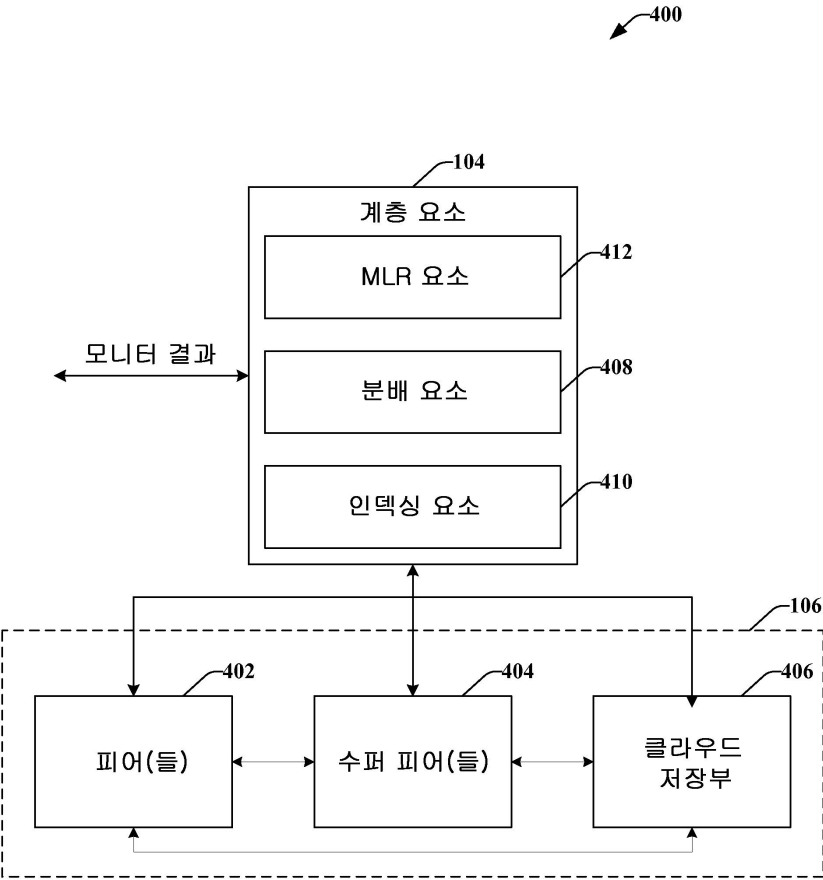 400
104
계층 요소
MLR 요소
412
모니터 결과
분배 요소
408
인덱싱 요소
410
106
402
404
406
피어(들)
수퍼 피어(들)
클라우드
저장부